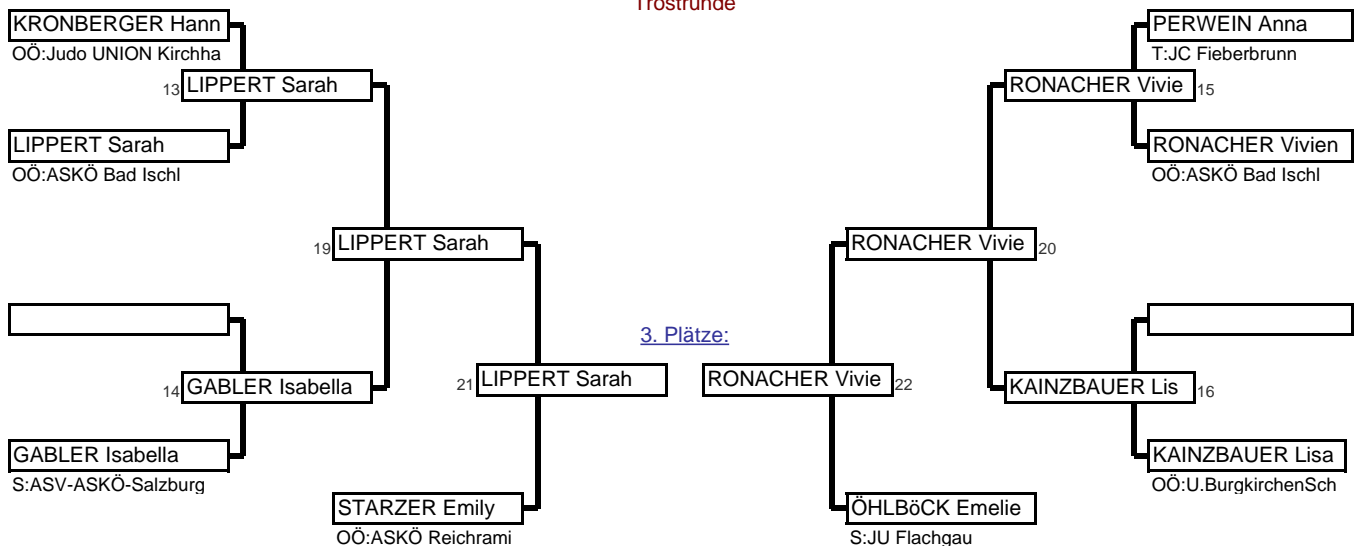 Trostrunde
KRONBERGER Hann
OÖ:Judo UNION Kirchha
13 LIPPERT Sarah
LIPPERT Sarah
OÖ:ASKÖ Bad Ischl
19 LIPPERT Sarah
14 GABLER Isabella
GABLER Isabella
S:ASV-ASKÖ-Salzburg
3. Plätze:
21 LIPPERT Sarah
STARZER Emily
OÖ:ASKÖ Reichrami
PERWEIN Anna
T:JC Fieberbrunn
RONACHER Vivie 15
RONACHER Vivien
OÖ:ASKÖ Bad Ischl
RONACHER Vivie 20
RONACHER Vivie 22
KAINZBAUER Lis 16
KAINZBAUER Lisa
OÖ:U.BurgkirchenSch
ÖHLBöCK Emelie
S:JU Flachgau